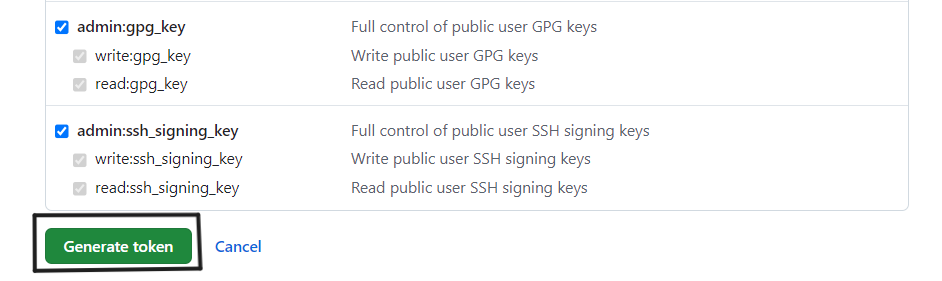 admin:gpg_key Full control of public user GPG keys
write:gpg_key Write public user GPG keys
read:gpg_key Read public user GPG keys
admin:ssh_signing_key Full control of public user SSH signing keys
write:ssh_signing_key Write public user SSH signing keys
read:ssh_signing_key Read public user SSH signing keys
Generate token Cancel